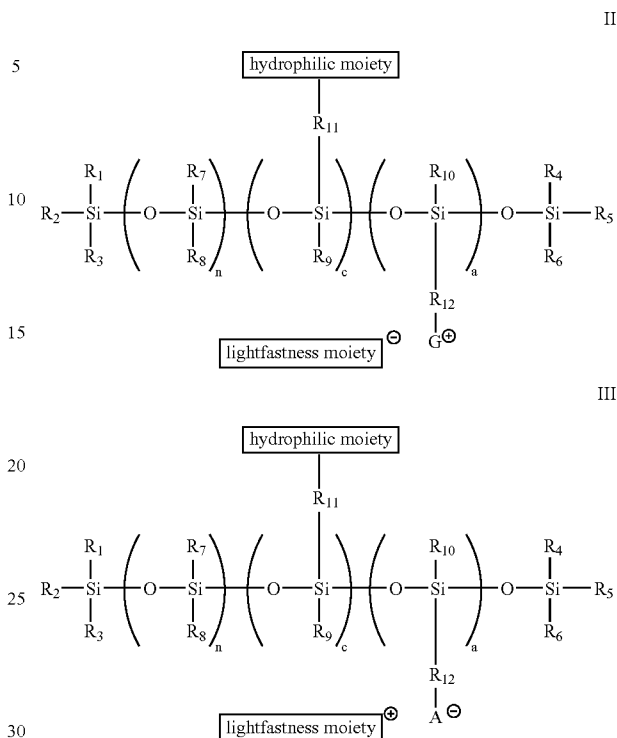 II
5
hydrophilic moiety
R11
R1 R7 R10 R4
10 R2 Si O Si O Si O Si O Si R5
R3 R8 n R9 c a R6
R12
15 lightfastness moiety ⊖ G⊕
III
20 hydrophilic moiety
R11
R1 R7 R10 R4
25 R2 Si O Si O Si O Si O Si R5
R3 R8 n R9 c a R6
R12
30 lightfastness moiety ⊕ A⊖